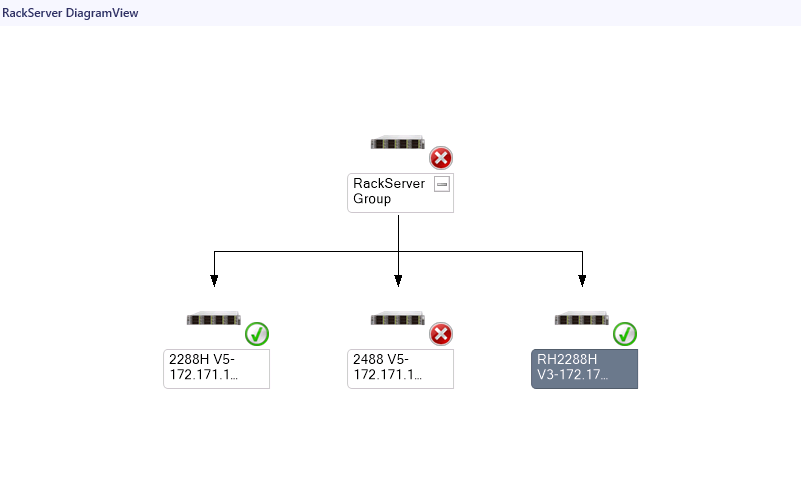 RackServer DiagramView
RackServer
Group
2288H V5-
172.171.1...
2488 V5-
172.171.1...
RH2288H
V3-172.17...